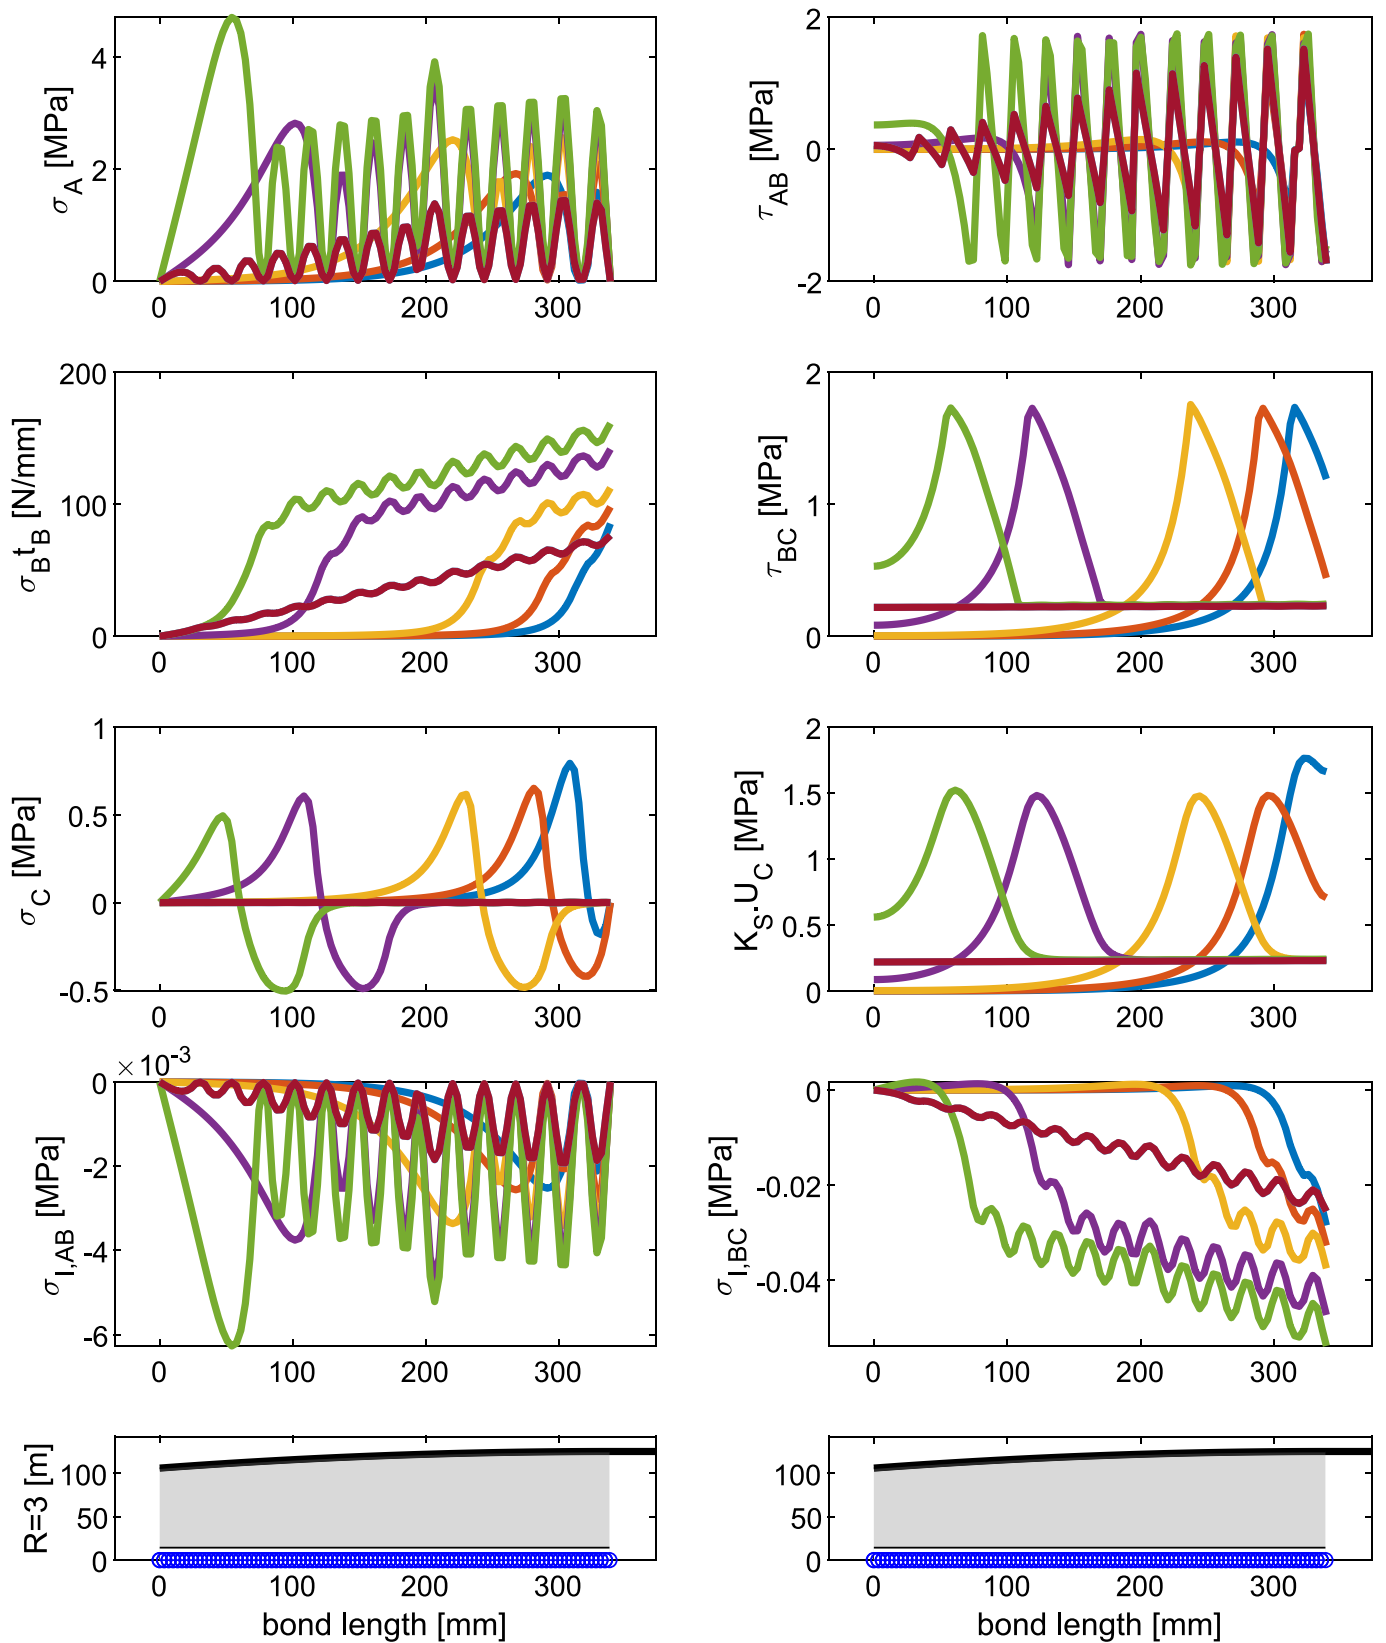 σA [MPa]
4
2
0
0 100 200 300
τAB [MPa]
2
0
-2
0 100 200 300
σBtB [N/mm]
200
100
0
0 100 200 300
τBC [MPa]
2
1
0
0 100 200 300
σC [MPa]
1
0.5
0
-0.5
0 100 200 300
KS.UC [MPa]
2
1.5
1
0.5
0
0 100 200 300
σI,AB [MPa]
×10-3
0
-2
-4
-6
0 100 200 300
σI,BC [MPa]
0
-0.02
-0.04
0 100 200 300
R=3 [m]
100
50
0
0 100 200 300
bond length [mm]
100
50
0
0 100 200 300
bond length [mm]